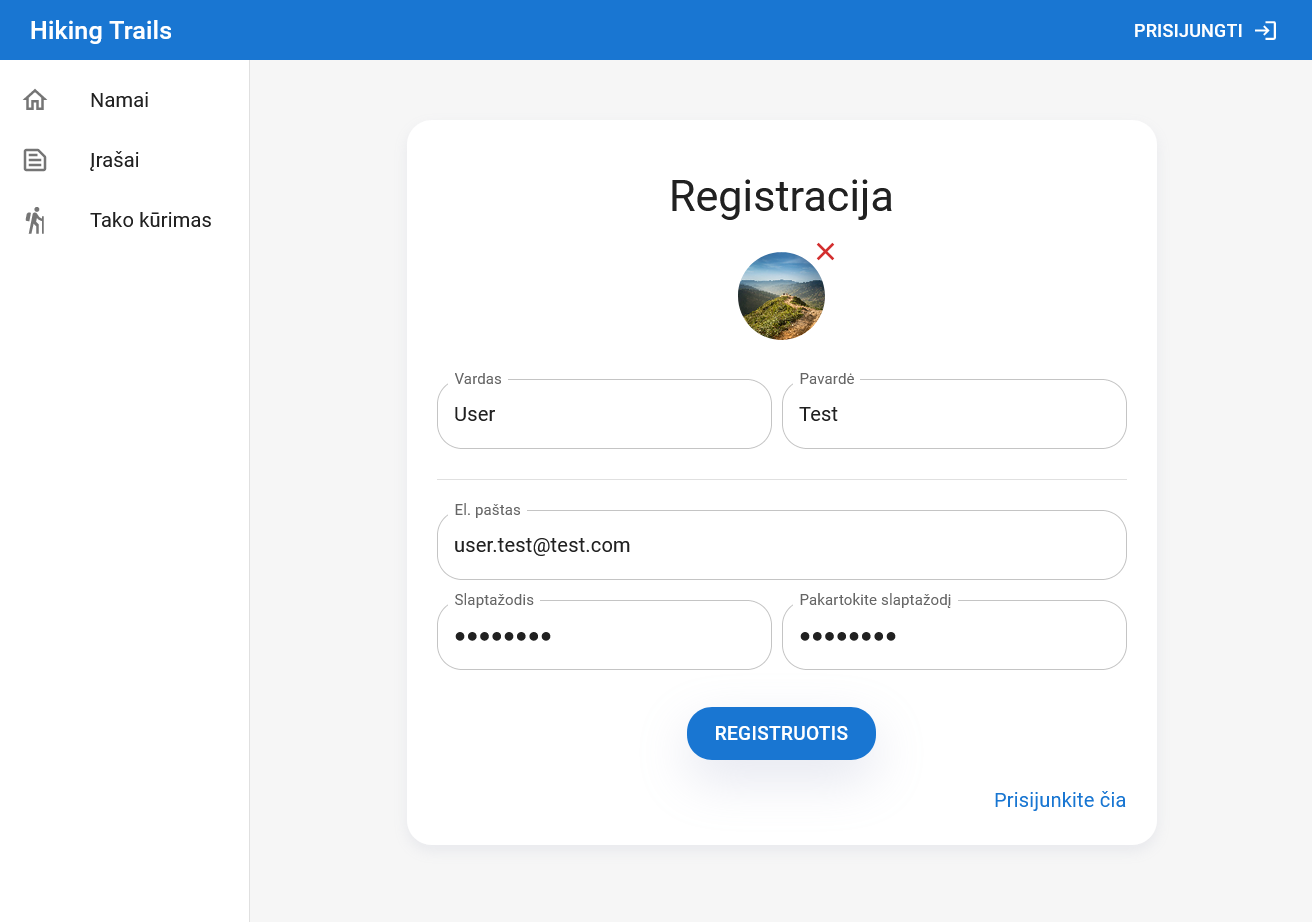 Hiking Trails
PRISIJUNGTI
Namai
Įrašai
Tako kūrimas
Registracija
Vardas
User
Pavardė
Test
El. paštas
user.test@test.com
Slaptažodis
••••••••
Pakartokite slaptažodį
••••••••
REGISTRUOTIS
Prisijunkite čia